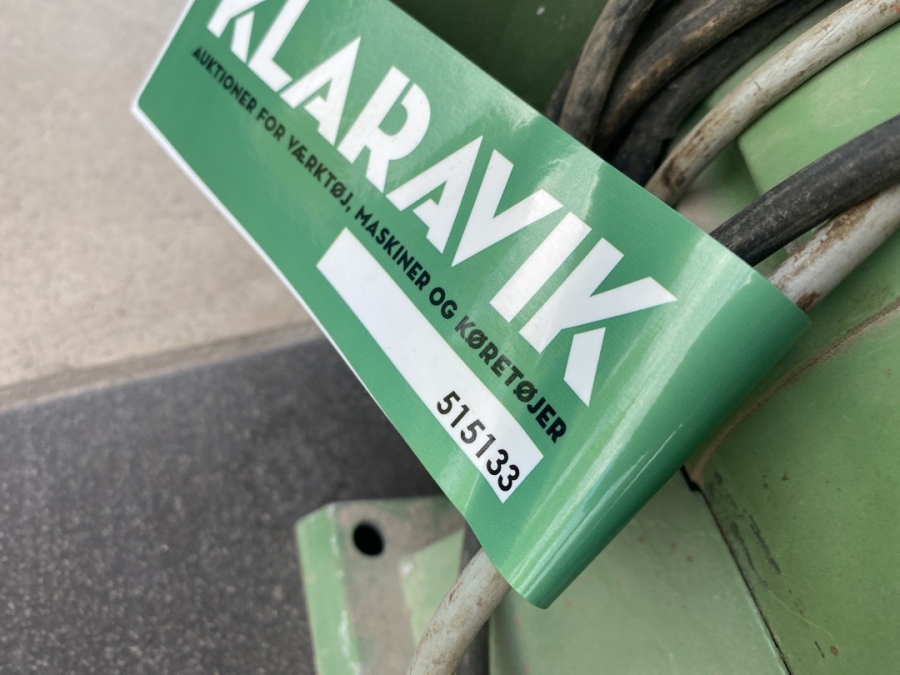 KLARAVIK
AUKTIONER FOR VÆRKTØJ, MASKINER OG KØRETØJER
515133